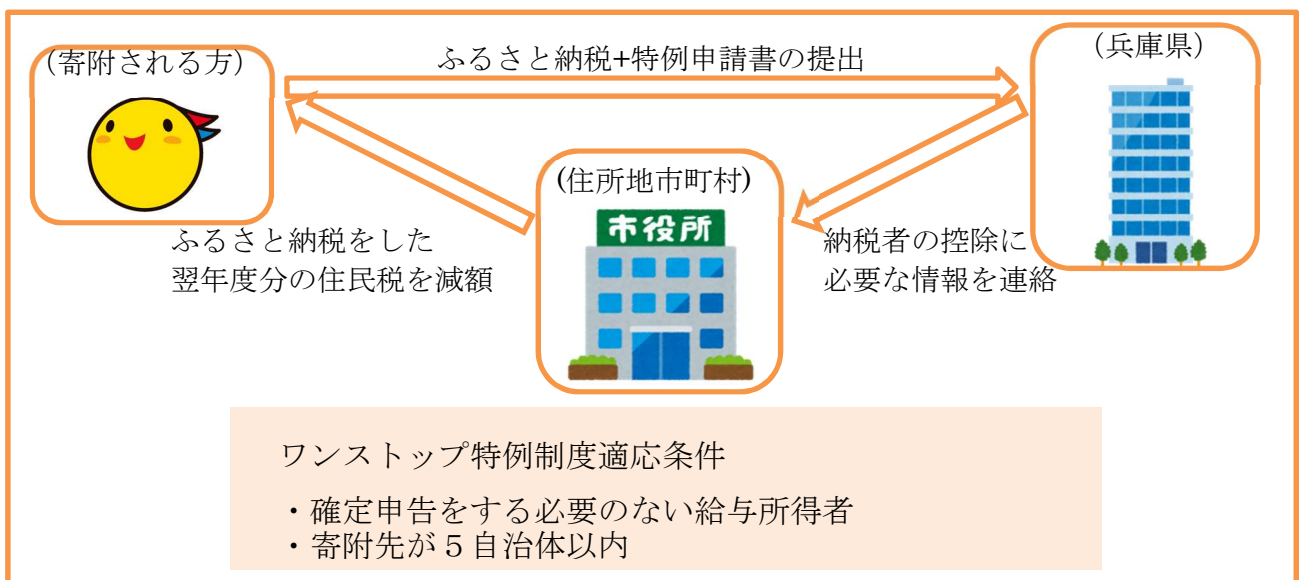 (寄附される方)
ふるさと納税+特例申請書の提出
(兵庫県)
(住所地市町村)
市役所
ふるさと納税をした
翌年度分の住民税を減額
納税者の控除に
必要な情報を連絡
ワンストップ特例制度適応条件
・確定申告をする必要のない給与所得者
・寄附先が５自治体以内